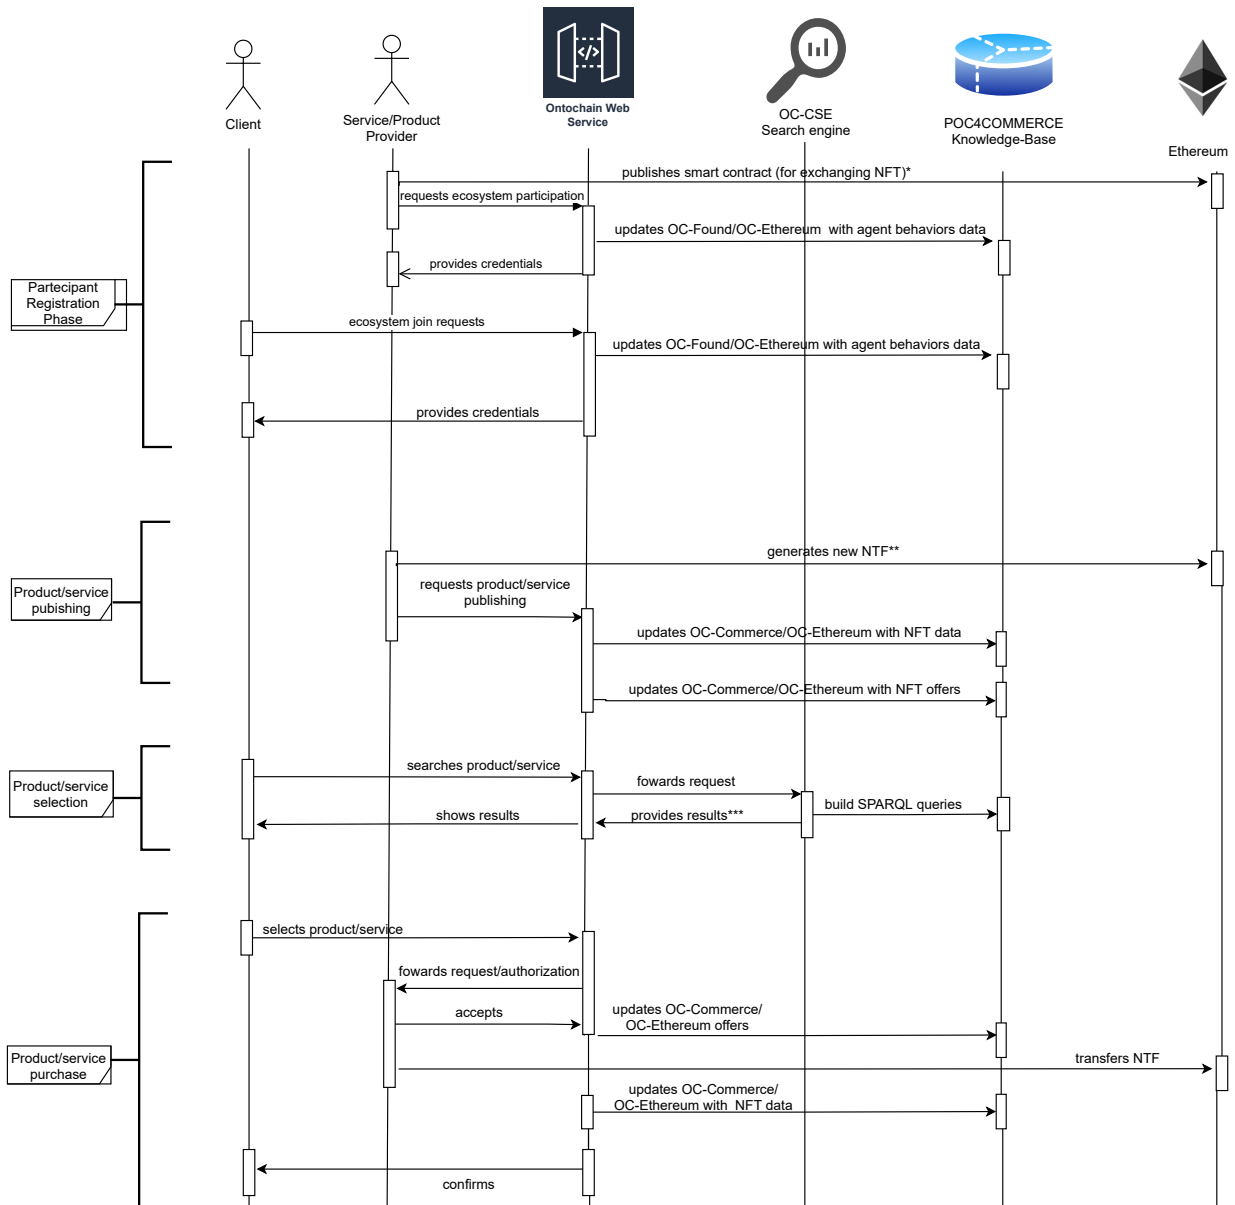 Client
Service/Product
Provider
</>
Ontochain Web
Service
OC-CSE
Search engine
POC4COMMERCE
Knowledge-Base
Ethereum
publishes smart contract (for exchanging NFT)*
requests ecosystem participation
updates OC-Found/OC-Ethereum  with agent behaviors data
provides credentials
Partecipant
Registration
Phase
ecosystem join requests
updates OC-Found/OC-Ethereum with agent behaviors data
provides credentials
generates new NTF**
Product/service
pubishing
requests product/service
publishing
updates OC-Commerce/OC-Ethereum with NFT data
updates OC-Commerce/OC-Ethereum with NFT offers
Product/service
selection
searches product/service
fowards request
build SPARQL queries
shows results
provides results***
selects product/service
fowards request/authorization
accepts
updates OC-Commerce/
OC-Ethereum offers
Product/service
purchase
transfers NTF
updates OC-Commerce/
OC-Ethereum with  NFT data
confirms